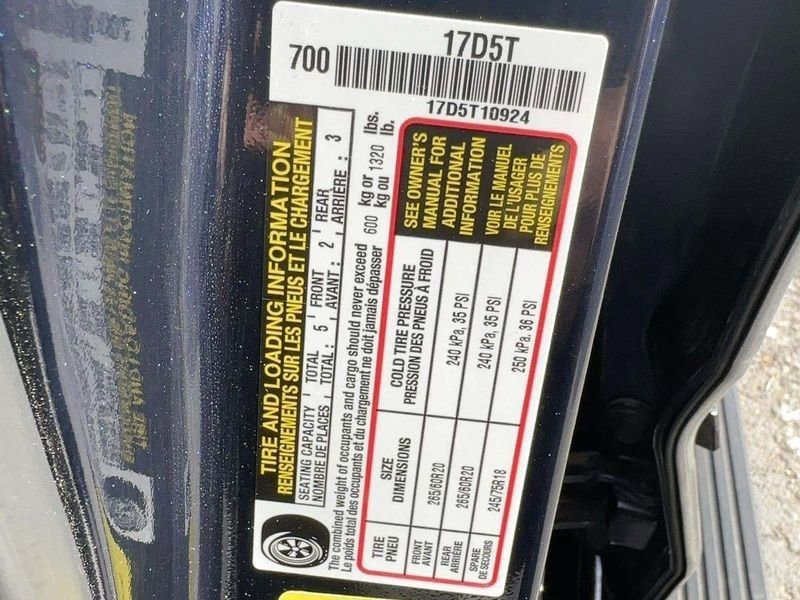 17D5T
700
17D5T10924
TIRE AND LOADING INFORMATION
RENSEIGNEMENTS SUR LES PNEUS ET LE CHARGEMENT
SEATING CAPACITY TOTAL 5 FRONT 2 REAR 3
NOMBRE DE PLACES TOTAL: AVANT: ARRIÈRE:
The combined weight of occupants and cargo should never exceed 600 kg or 1320 lbs.
Le poids total des occupants et du chargement ne doit jamais dépasser kg ou lb.
TIRE SIZE COLD TIRE PRESSURE
PNEU DIMENSIONS PRESSION DES PNEUS À FROID
FRONT 265/60R20 240 kPa, 35 PSI
AVANT
REAR 265/60R20 240 kPa, 35 PSI
ARRIÈRE
SPARE 245/75R18 250 kPa, 36 PSI
DE SECOURS
SEE OWNER'S
MANUAL FOR
ADDITIONAL
INFORMATION
VOIR LE MANUEL
DE L'USAGER
POUR PLUS DE
RENSEIGNEMENTS